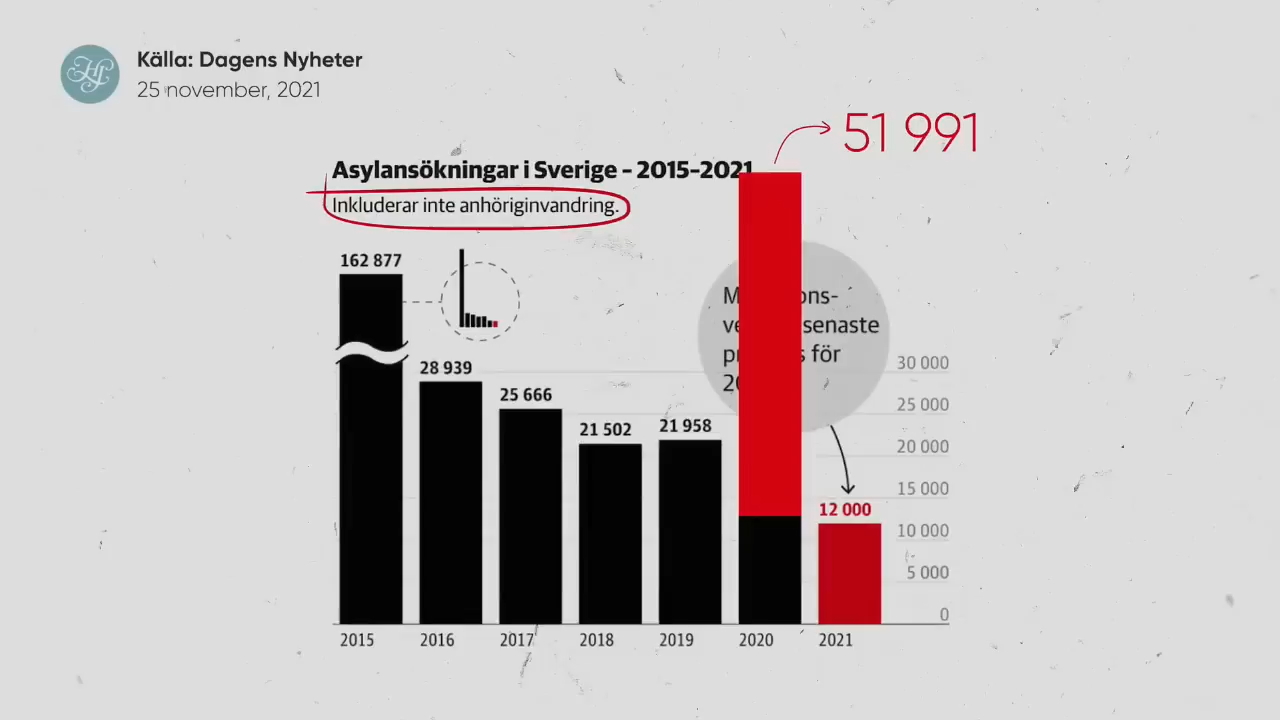 Källa: Dagens Nyheter
25 november, 2021
51 991
Asylansökningar i Sverige – 2015–2021
Inkluderar inte anhöriginvandring.
162 877
28 939
25 666
21 502
21 958
senaste
för
12 000
30 000
25 000
20 000
15 000
10 000
5 000
0
2015 2016 2017 2018 2019 2020 2021